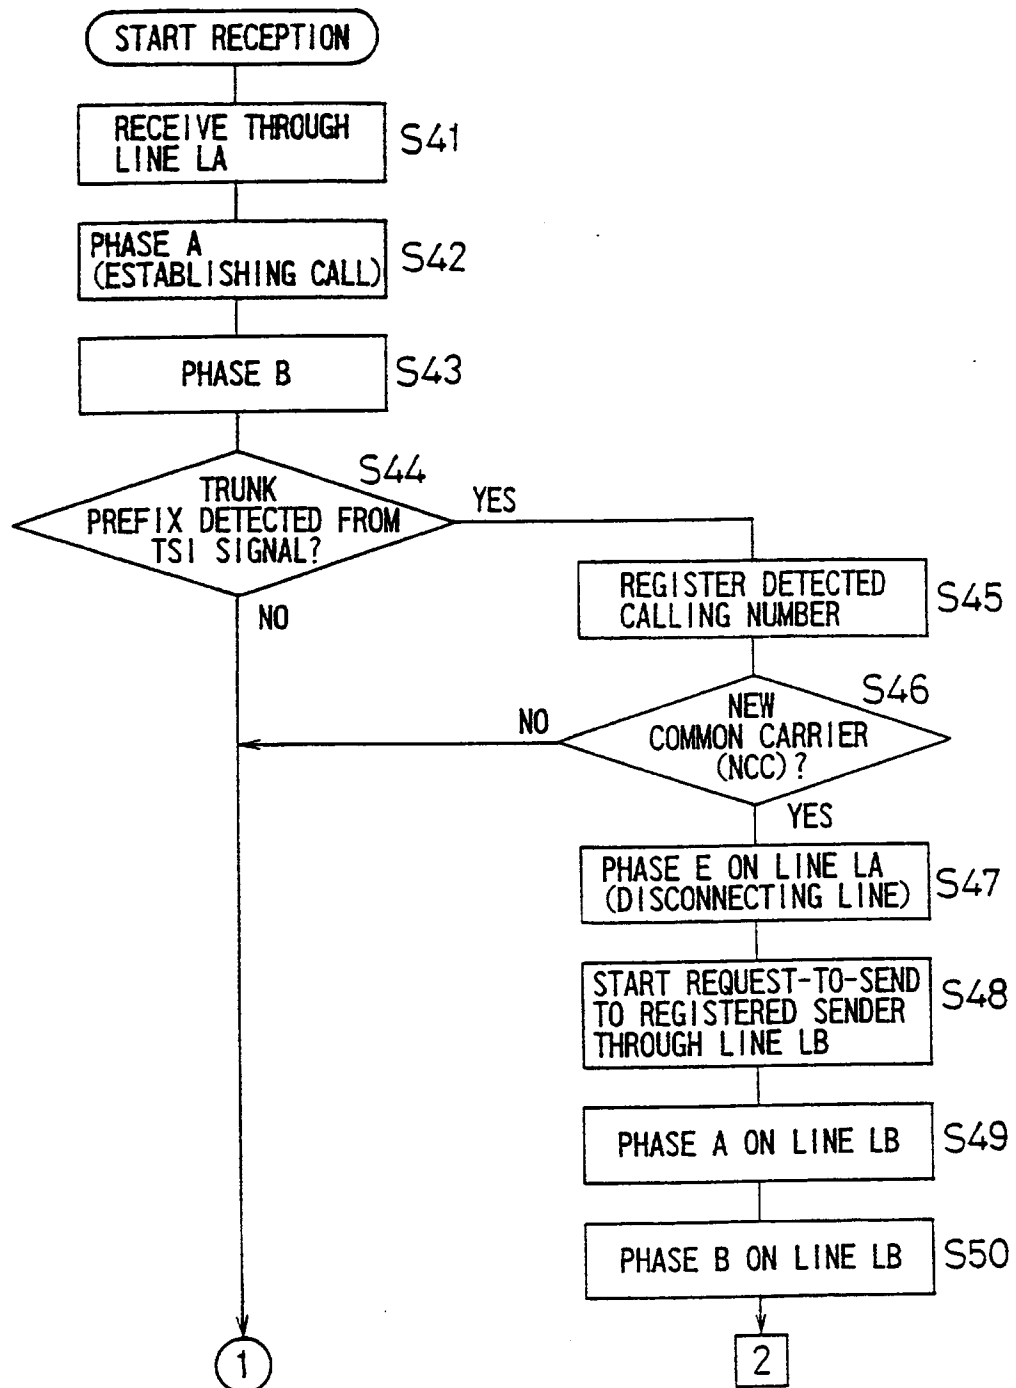 START RECEPTION
RECEIVE THROUGH
LINE LA
S41
PHASE A
(ESTABLISHING CALL)
S42
PHASE B
S43
S44
TRUNK
PREFIX DETECTED FROM
TSI SIGNAL?
YES
NO
REGISTER DETECTED
CALLING NUMBER
S45
S46
NEW
COMMON CARRIER
(NCC)?
NO
YES
PHASE E ON LINE LA
(DISCONNECTING LINE)
S47
START REQUEST-TO-SEND
TO REGISTERED SENDER
THROUGH LINE LB
S48
PHASE A ON LINE LB
S49
PHASE B ON LINE LB
S50
1
2